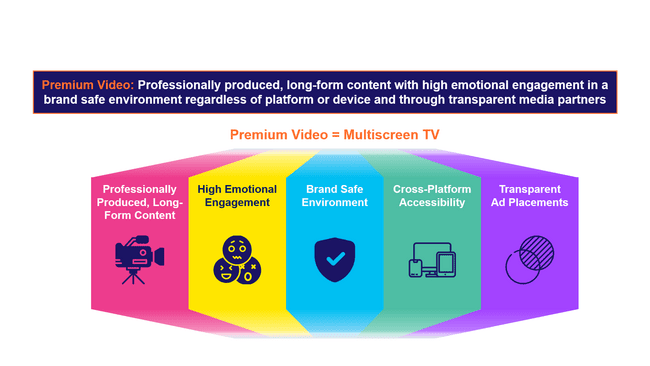 Premium Video: Professionally produced, long-form content with high emotional engagement in a
brand safe environment regardless of platform or device and through transparent media partners
Premium Video = Multiscreen TV
Professionally
Produced, Long-
Form Content
High Emotional
Engagement
Brand Safe
Environment
Cross-Platform
Accessibility
Transparent
Ad Placements